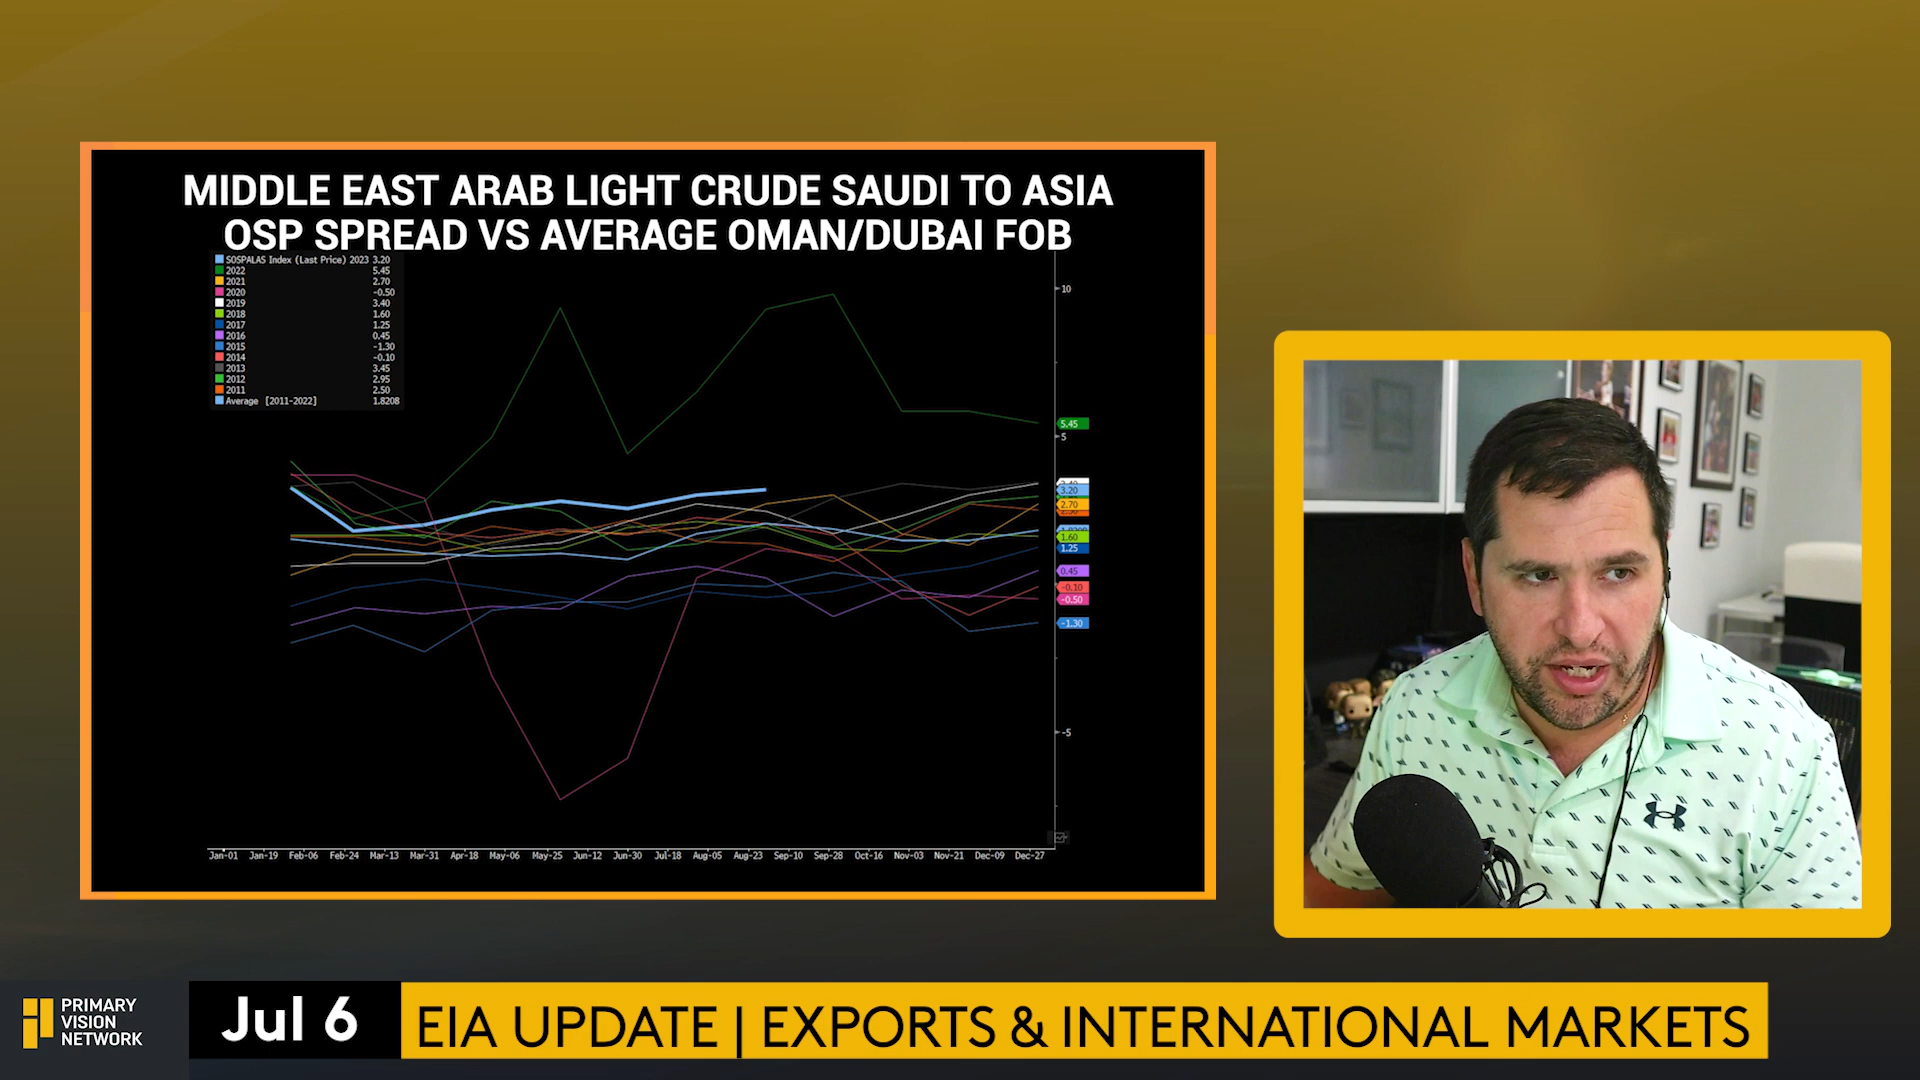 MIDDLE EAST ARAB LIGHT CRUDE SAUDI TO ASIA
OSP SPREAD VS AVERAGE OMAN/DUBAI FOB
SOSPALAS Index (Last Price) 2023 3.20
2022 5.45
2021 2.70
2020 -0.50
2019 3.40
2018 1.60
2017 1.25
2016 0.45
2015 -1.30
2014 -0.10
2013 3.45
2012 2.95
2011 2.50
Average [2011-2022] 1.8208
10
5.45
5
3.20
2.70
1.60
1.25
0.45
-0.10
-0.50
-1.30
-5
Jan-01 Jan-19 Feb-06 Feb-24 Mar-13 Mar-31 Apr-18 May-06 May-25 Jun-12 Jun-30 Jul-18 Aug-05 Aug-23 Sep-10 Sep-28 Oct-16 Nov-03 Nov-21 Dec-09 Dec-27
PRIMARY
VISION
NETWORK
Jul 6
EIA UPDATE | EXPORTS & INTERNATIONAL MARKETS